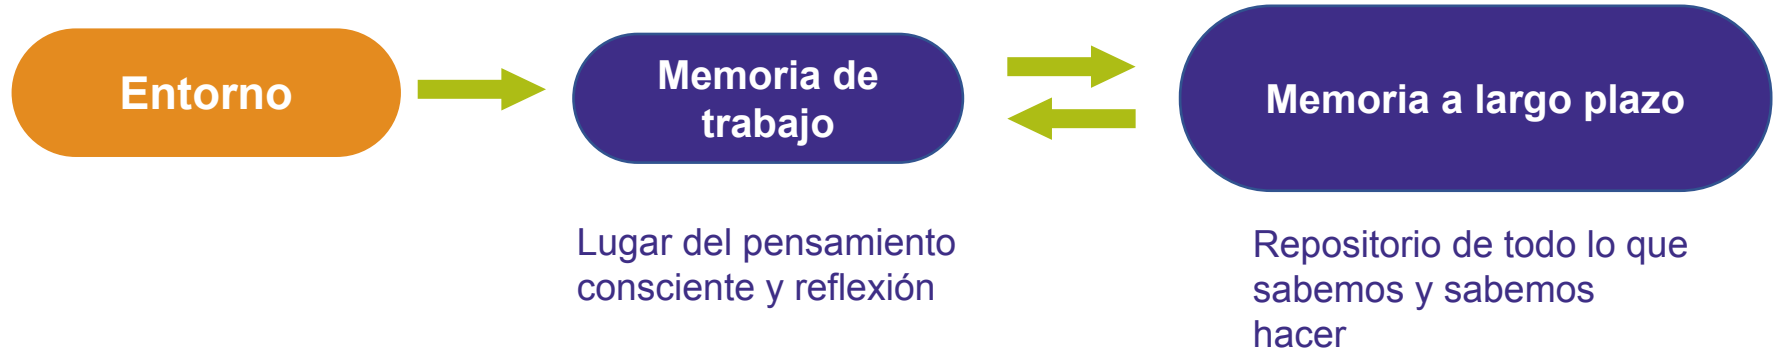 Entorno
Memoria de
trabajo
Memoria a largo plazo
Lugar del pensamiento
consciente y reflexión
Repositorio de todo lo que
sabemos y sabemos
hacer